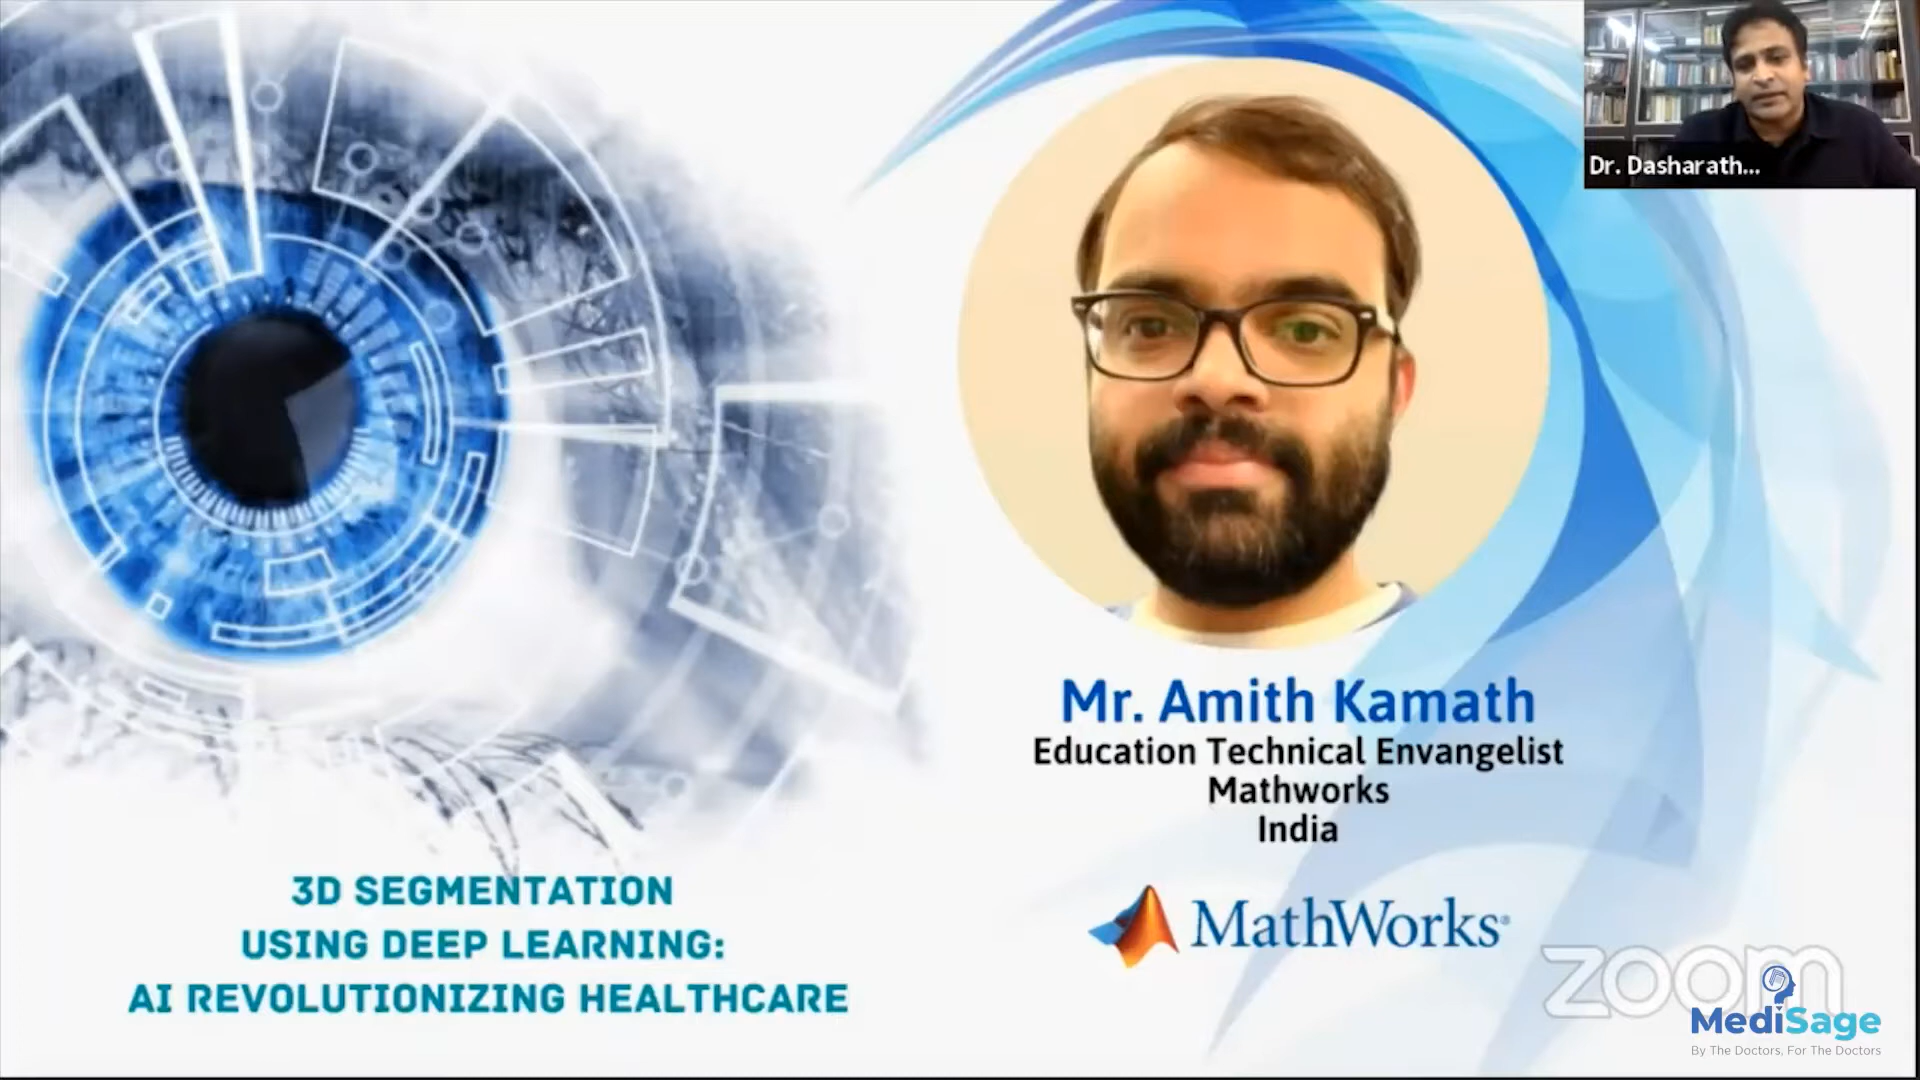 Dr. Dasharath...
Mr. Amith Kamath
Education Technical Envangelist
Mathworks
India
MathWorks®
3D SEGMENTATION
USING DEEP LEARNING:
AI REVOLUTIONIZING HEALTHCARE
zoom
MediSage
By The Doctors, For The Doctors